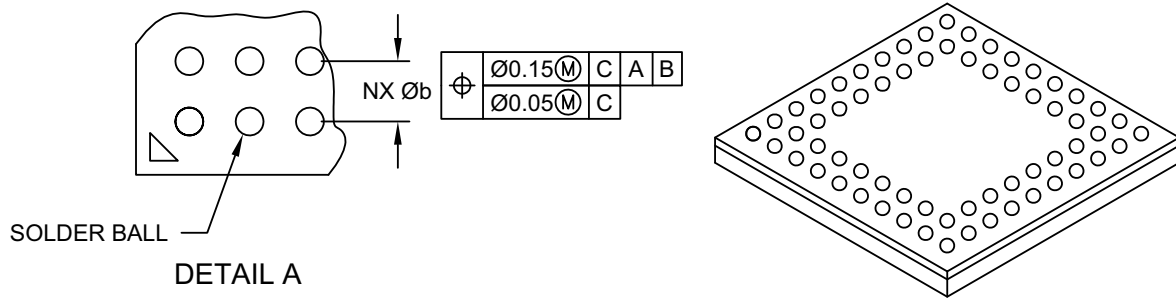 NX Øb
⌖ Ø0.15Ⓜ C A B
Ø0.05Ⓜ C
SOLDER BALL
DETAIL A